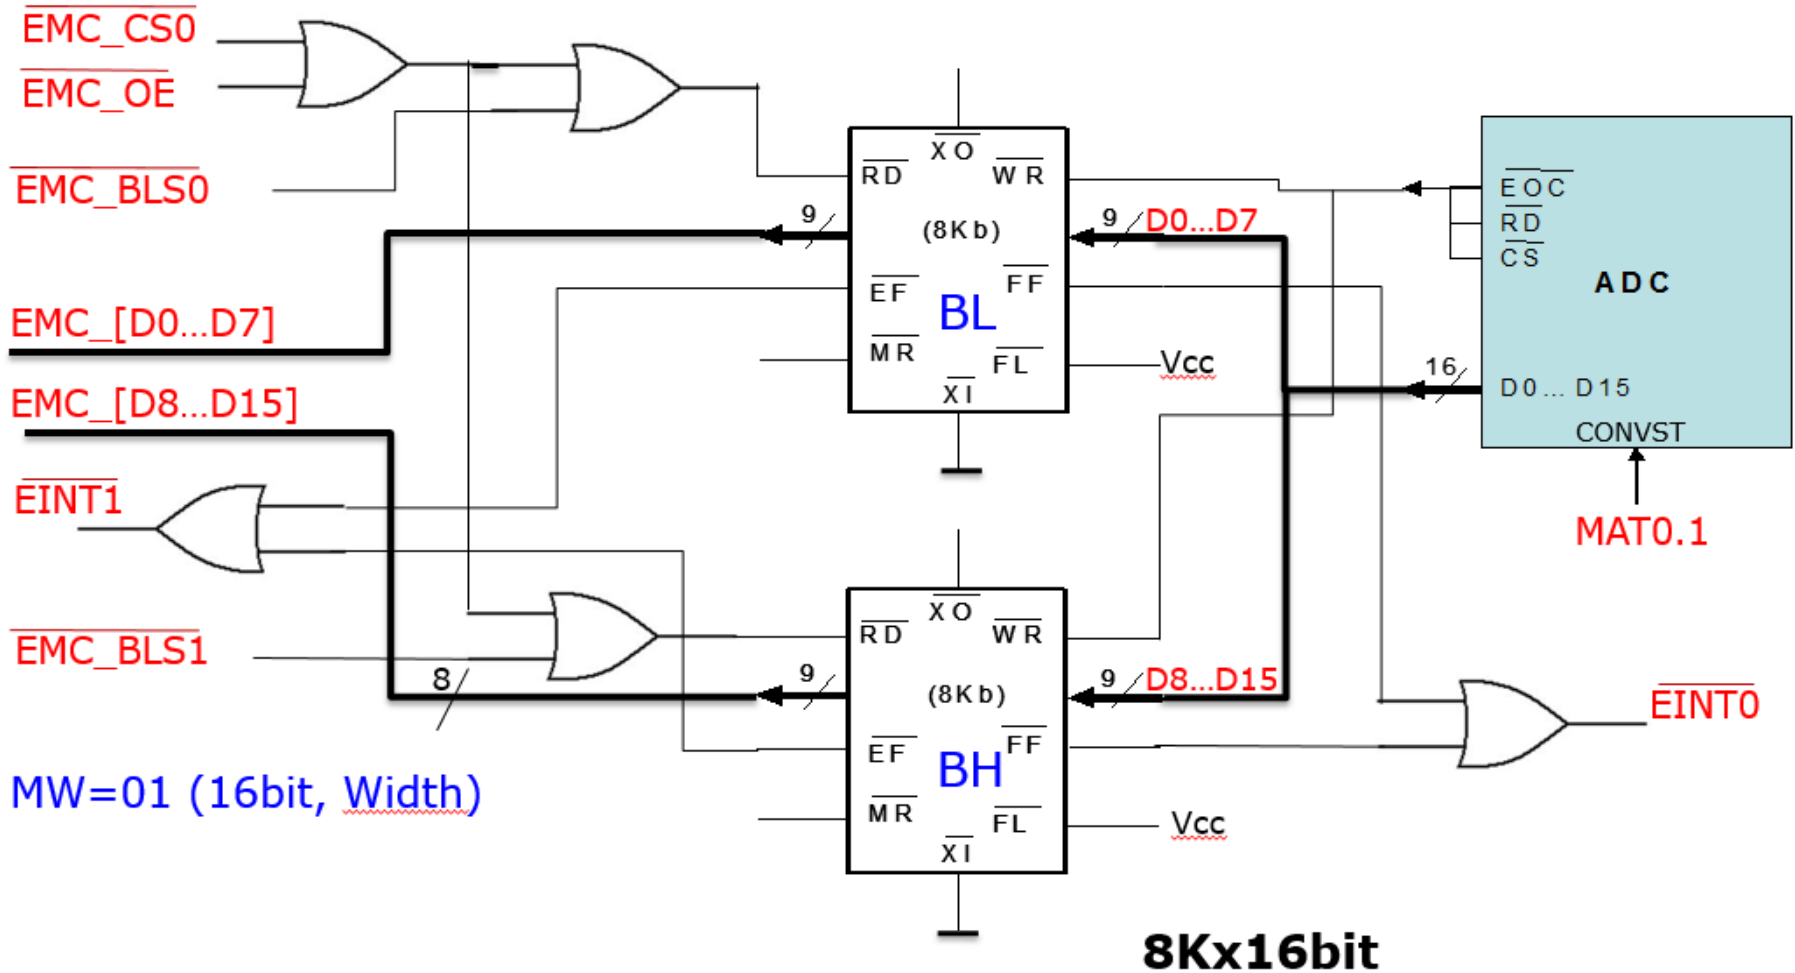 EMC_CS0
EMC_OE
EMC_BLS0
EMC_[D0...D7]
EMC_[D8...D15]
EINT1
EMC_BLS1
8
MW=01 (16bit, Width)
XO
RD
WR
9
(8Kb)
9
D0...D7
EF
BL
FF
MR
FL
Vcc
XI
XO
RD
WR
9
(8Kb)
9
D8...D15
EF
BH
FF
MR
FL
Vcc
XI
EOC
RD
CS
ADC
16
D0... D15
CONVST
MAT0.1
EINT0
8Kx16bit